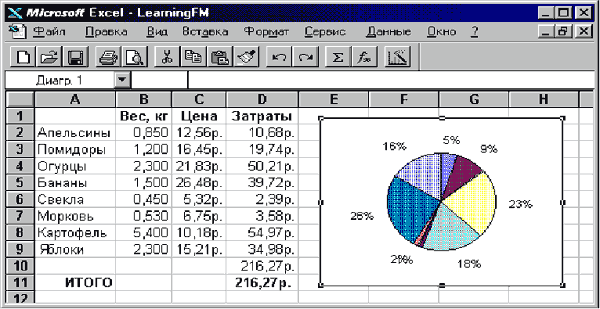 Microsoft Excel - LearningFM
Файл Правка Вид Вставка Формат Сервис Данные Окно ?
Диагр. 1
A B C D E F G H
1 Вес, кг Цена Затраты
2 Апельсины 0,850 12,56р. 10,68р.
3 Помидоры 1,200 16,45р. 19,74р.
4 Огурцы 2,300 21,83р. 50,21р.
5 Бананы 1,500 26,48р. 39,72р.
6 Свекла 0,450 5,32р. 2,39р.
7 Морковь 0,530 6,75р. 3,58р.
8 Картофель 5,400 10,18р. 54,97р.
9 Яблоки 2,300 15,21р. 34,98р.
10 216,27р.
11 ИТОГО 216,27р.
12
16% 5% 9%
23%
18%